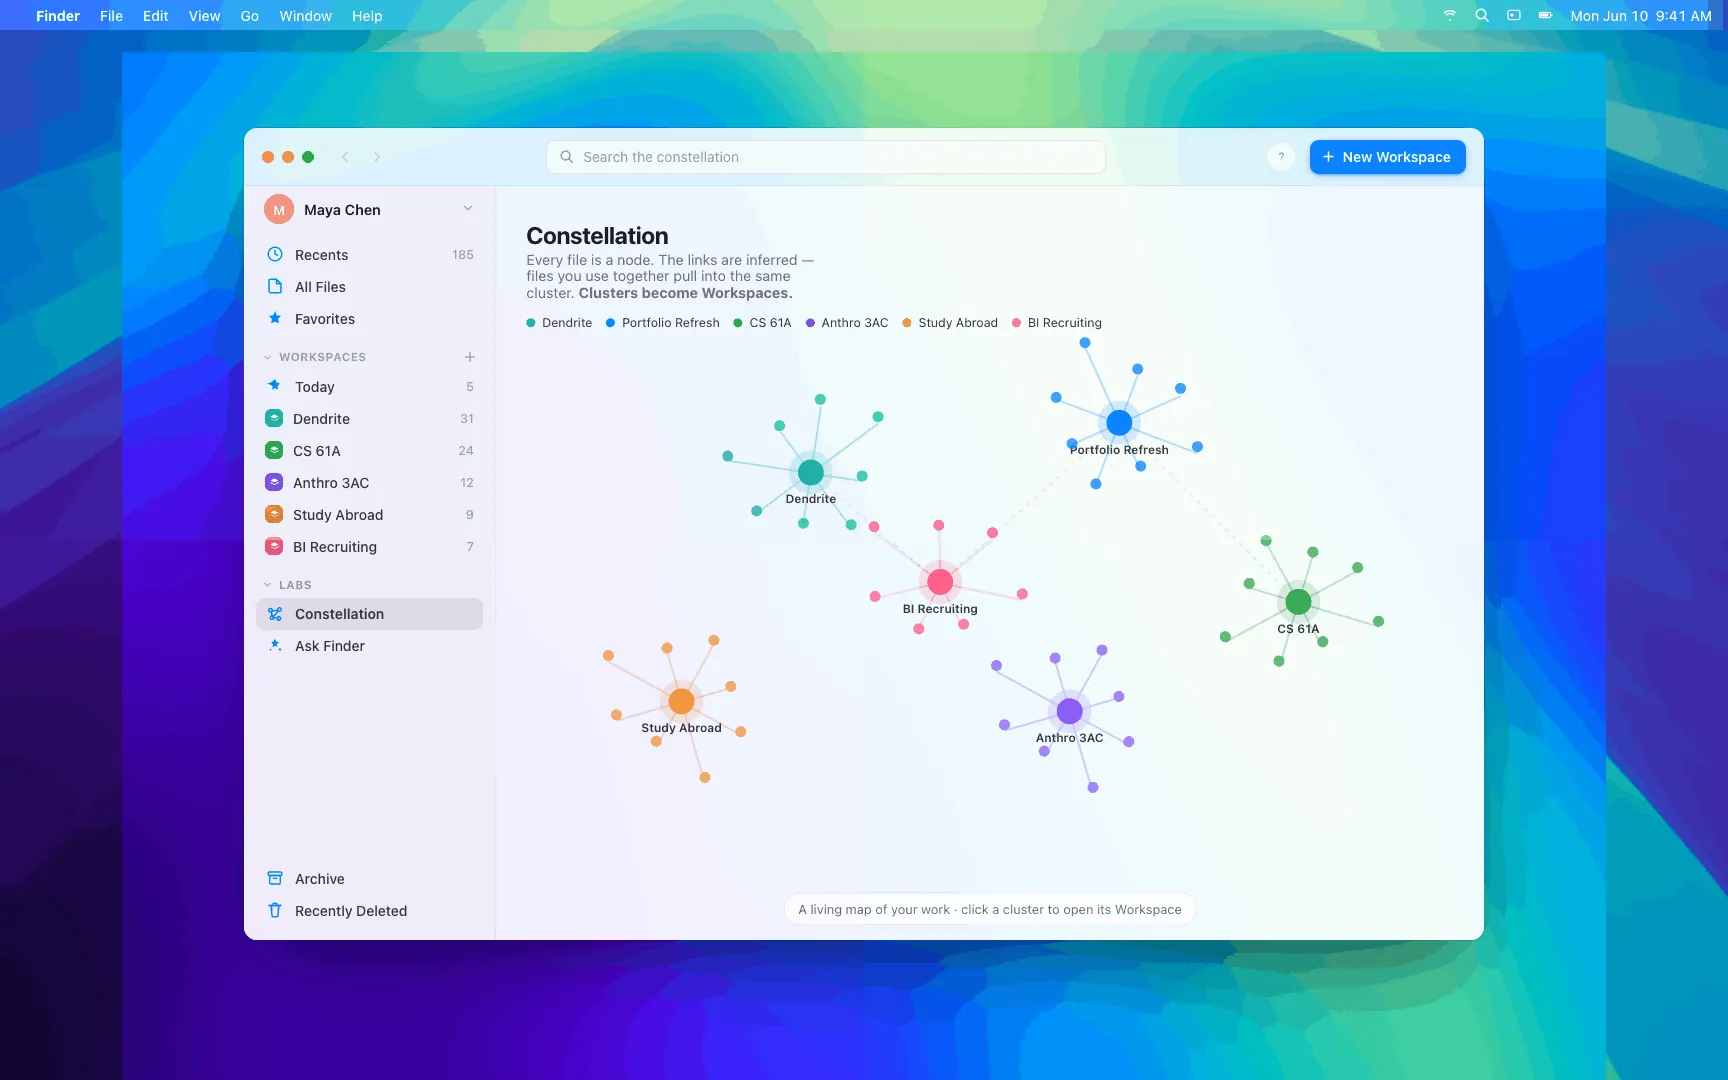 Finder File Edit View Go Window Help
Mon Jun 10 9:41 AM
Search the constellation
?
+ New Workspace
M Maya Chen
Recents 185
All Files
Favorites
WORKSPACES +
Today 5
Dendrite 31
CS 61A 24
Anthro 3AC 12
Study Abroad 9
BI Recruiting 7
LABS
Constellation
Ask Finder
Archive
Recently Deleted
Constellation
Every file is a node. The links are inferred —
files you use together pull into the same
cluster. Clusters become Workspaces.
Dendrite Portfolio Refresh CS 61A Anthro 3AC Study Abroad BI Recruiting
Portfolio Refresh
Dendrite
BI Recruiting
CS 61A
Study Abroad
Anthro 3AC
A living map of your work · click a cluster to open its Workspace